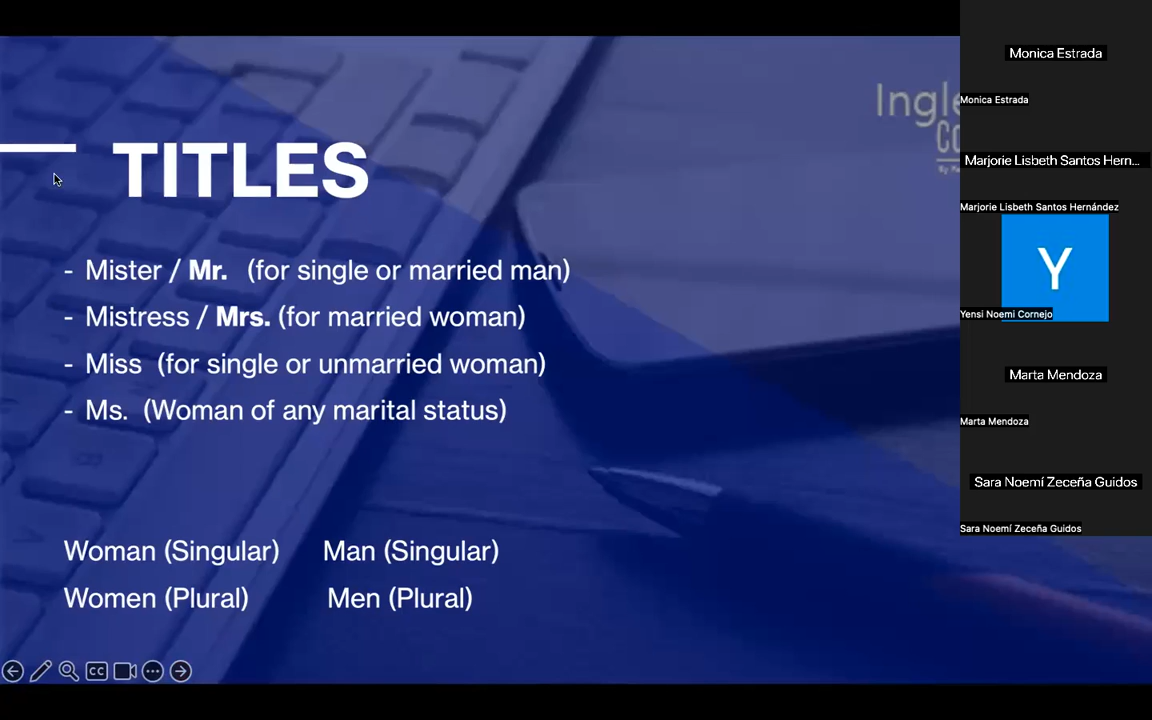 TITLES
- Mister / Mr. (for single or married man)
- Mistress / Mrs. (for married woman)
- Miss (for single or unmarried woman)
- Ms. (Woman of any marital status)
Woman (Singular) Man (Singular)
Women (Plural) Men (Plural)
CC
Monica Estrada
Monica Estrada
Marjorie Lisbeth Santos Hern...
Marjorie Lisbeth Santos Hernández
Y
Yensi Noemi Cornejo
Marta Mendoza
Marta Mendoza
Sara Noemí Zeceña Guidos
Sara Noemí Zeceña Guidos